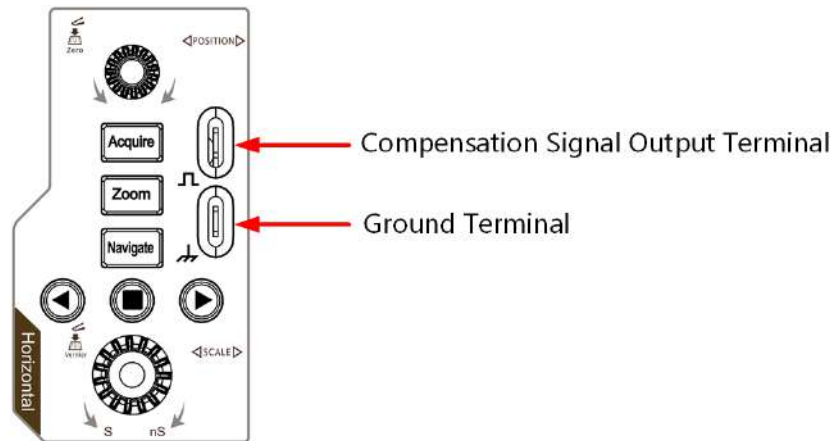 Zero
◁POSITION▷
Acquire
Compensation Signal Output Terminal
Zoom
Ground Terminal
Navigate
Horizontal
Vernier
◁SCALE▷
S nS